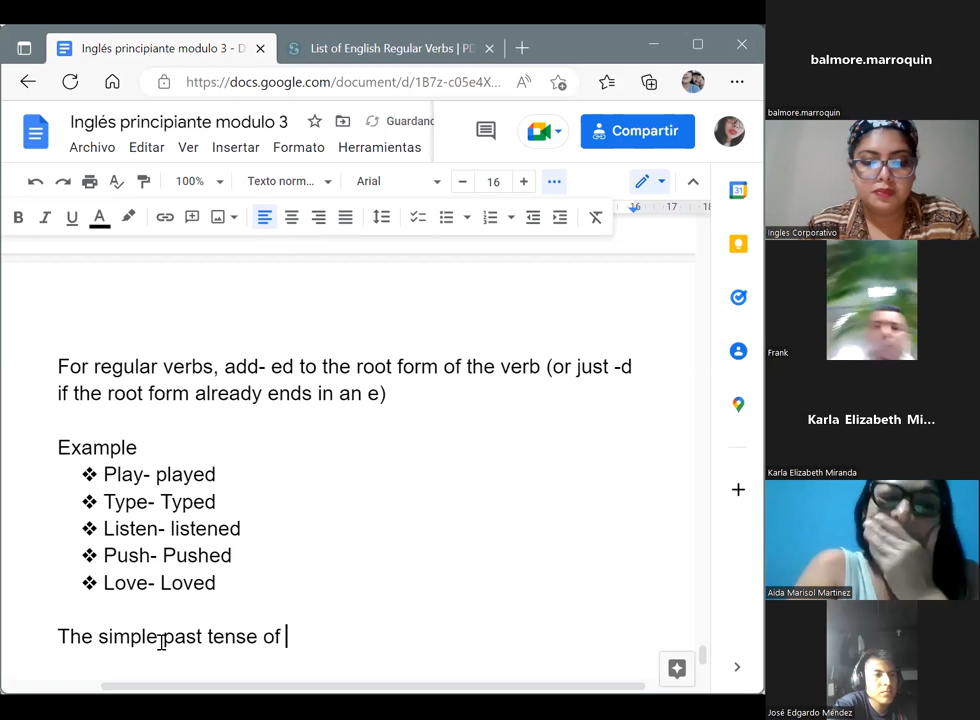 Inglés principiante modulo 3 - D
List of English Regular Verbs | PD
https://docs.google.com/document/d/1B7z-c05e4X...
Inglés principiante modulo 3
Guardand
Compartir
Archivo Editar Ver Insertar Formato Herramientas
100% Texto norm... Arial 16
16 17 18
For regular verbs, add- ed to the root form of the verb (or just -d
if the root form already ends in an e)
Example
❖ Play- played
❖ Type- Typed
❖ Listen- listened
❖ Push- Pushed
❖ Love- Loved
The simple past tense of
balmore.marroquin
balmore.marroquin
Ingles Corporativo
Frank
Karla Elizabeth Mi...
Karla Elizabeth Miranda
Aida Marisol Martinez
José Edgardo Méndez